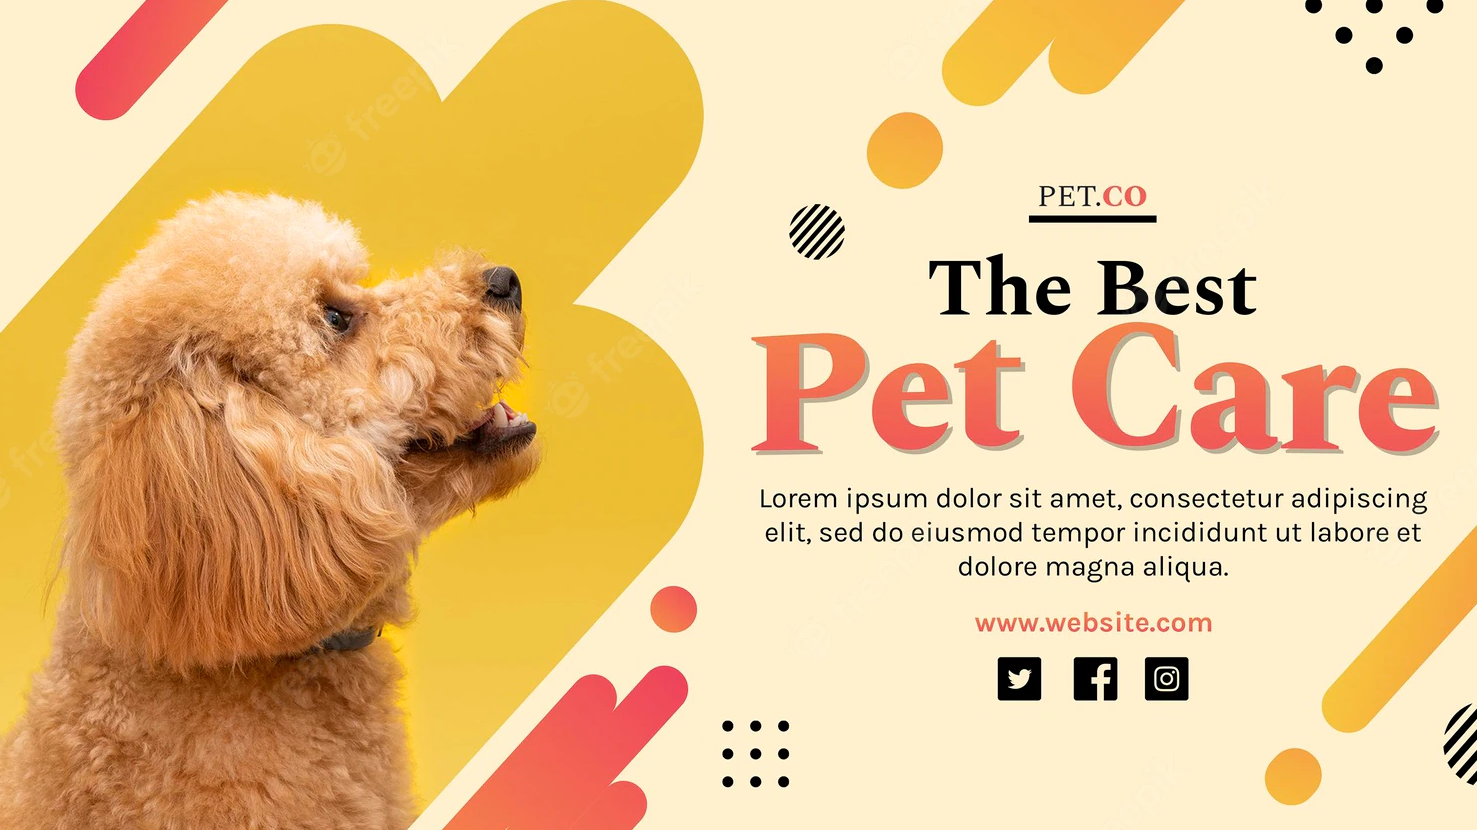 PET.CO
The Best
Pet Care
Lorem ipsum dolor sit amet, consectetur adipiscing
elit, sed do eiusmod tempor incididunt ut labore et
dolore magna aliqua.
www.website.com